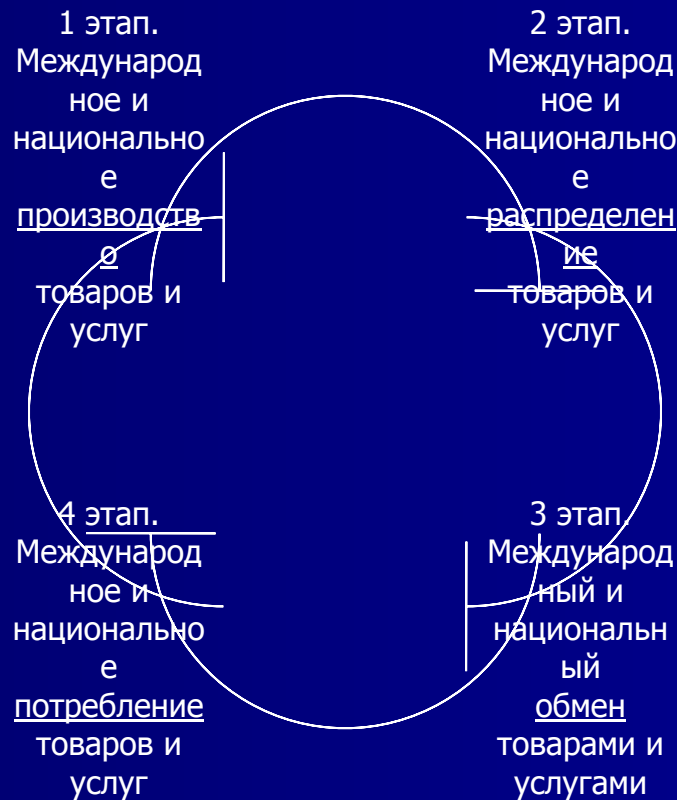 1 этап.
Международ
ное и
национально
е
производств
о
товаров и
услуг
2 этап.
Международ
ное и
национально
е
распределен
ие
товаров и
услуг
4 этап.
Международ
ное и
национально
е
потребление
товаров и
услуг
3 этап.
Международ
ный и
национальн
ый
обмен
товарами и
услугами